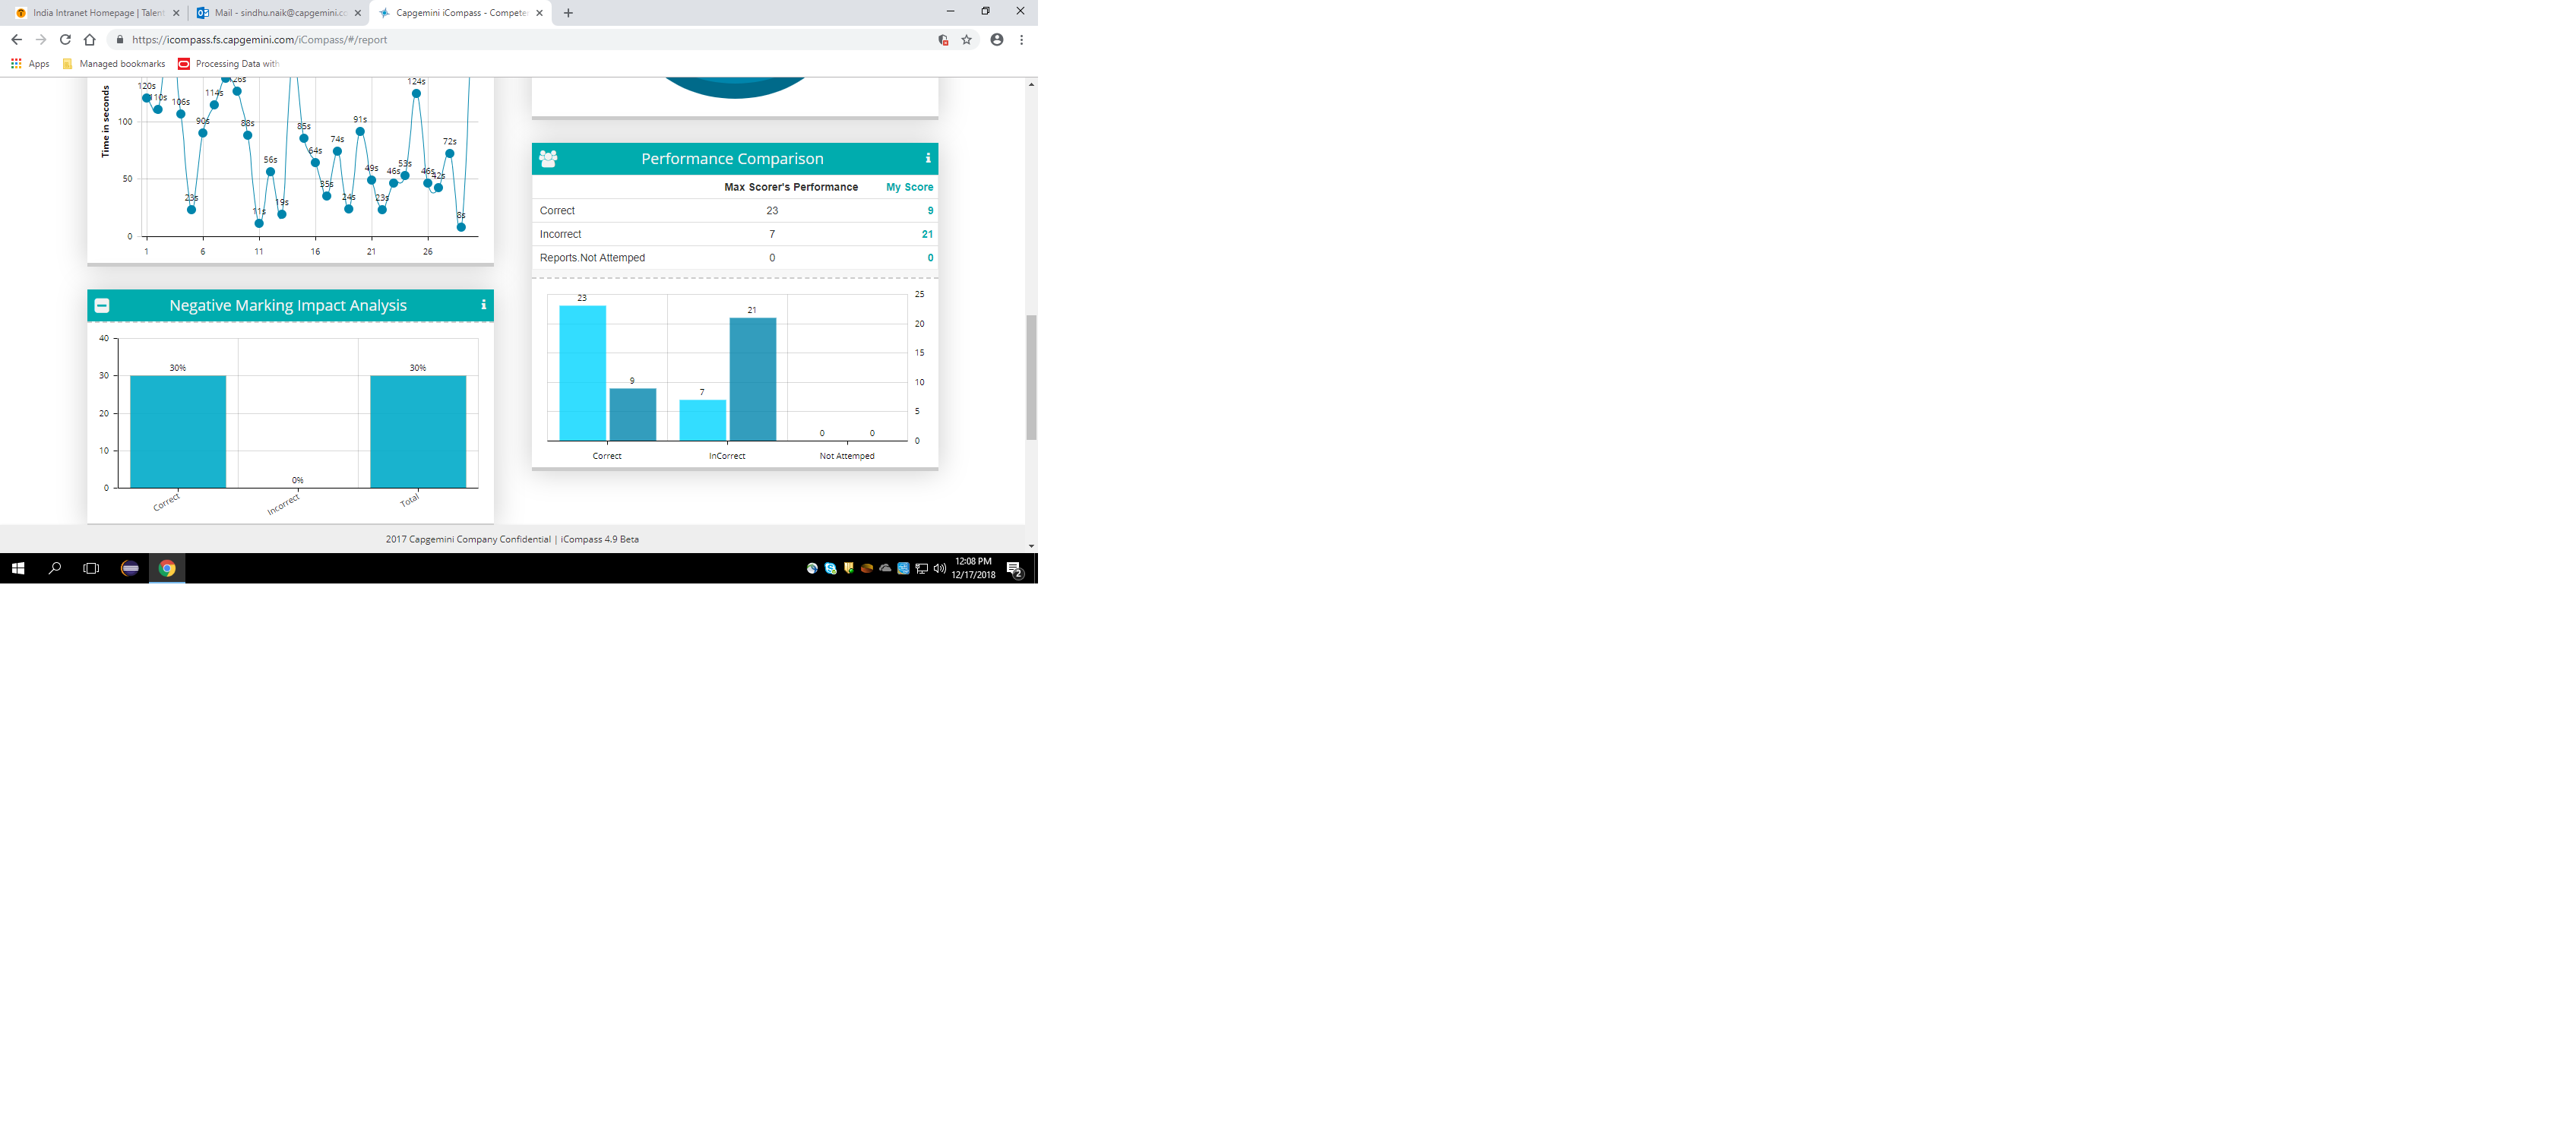 India Intranet Homepage | Talent
Mail - sindhu.naik@capgemini.co
Capgemini iCompass - Compete
https://icompass.fs.capgemini.com/iCompass/#/report
Apps
Managed bookmarks
Processing Data with
Time in seconds
100
50
0
120s
110s
106s
23s
90s
114s
126s
88s
11s
56s
19s
85s
64s
35s
74s
24s
91s
49s
23s
46s
53s
124s
46s
42s
72s
8s
1 6 11 16 21 26
Negative Marking Impact Analysis
40
30
20
10
0
30%
0%
30%
Correct
Incorrect
Total
Performance Comparison
Max Scorer's Performance My Score
Correct 23 9
Incorrect 7 21
Reports.Not Attemped 0 0
23
9
7
21
0
0
25
20
15
10
5
0
Correct InCorrect Not Attemped
2017 Capgemini Company Confidential | iCompass 4.9 Beta
12:08 PM
12/17/2018
2